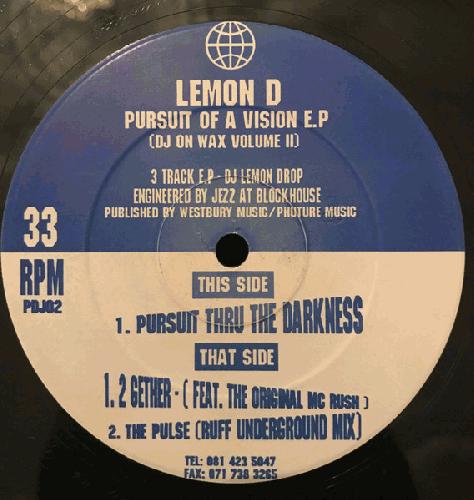 LEMON D
PURSUIT OF A VISION E.P
(DJ ON WAX VOLUME II)
3 TRACK E.P - DJ LEMON DROP
ENGINEERED BY JEZZ AT BLOCKHOUSE
PUBLISHED BY WESTBURY MUSIC/PHUTURE MUSIC
33
RPM
PDJ02
THIS SIDE
1. PURSUIT THRU THE DARKNESS
THAT SIDE
1. 2 GETHER - ( FEAT. THE ORIGINAL MC RUSH )
2. THE PULSE (RUFF UNDERGROUND MIX)
TEL: 081 423 5047
FAX: 071 738 3265